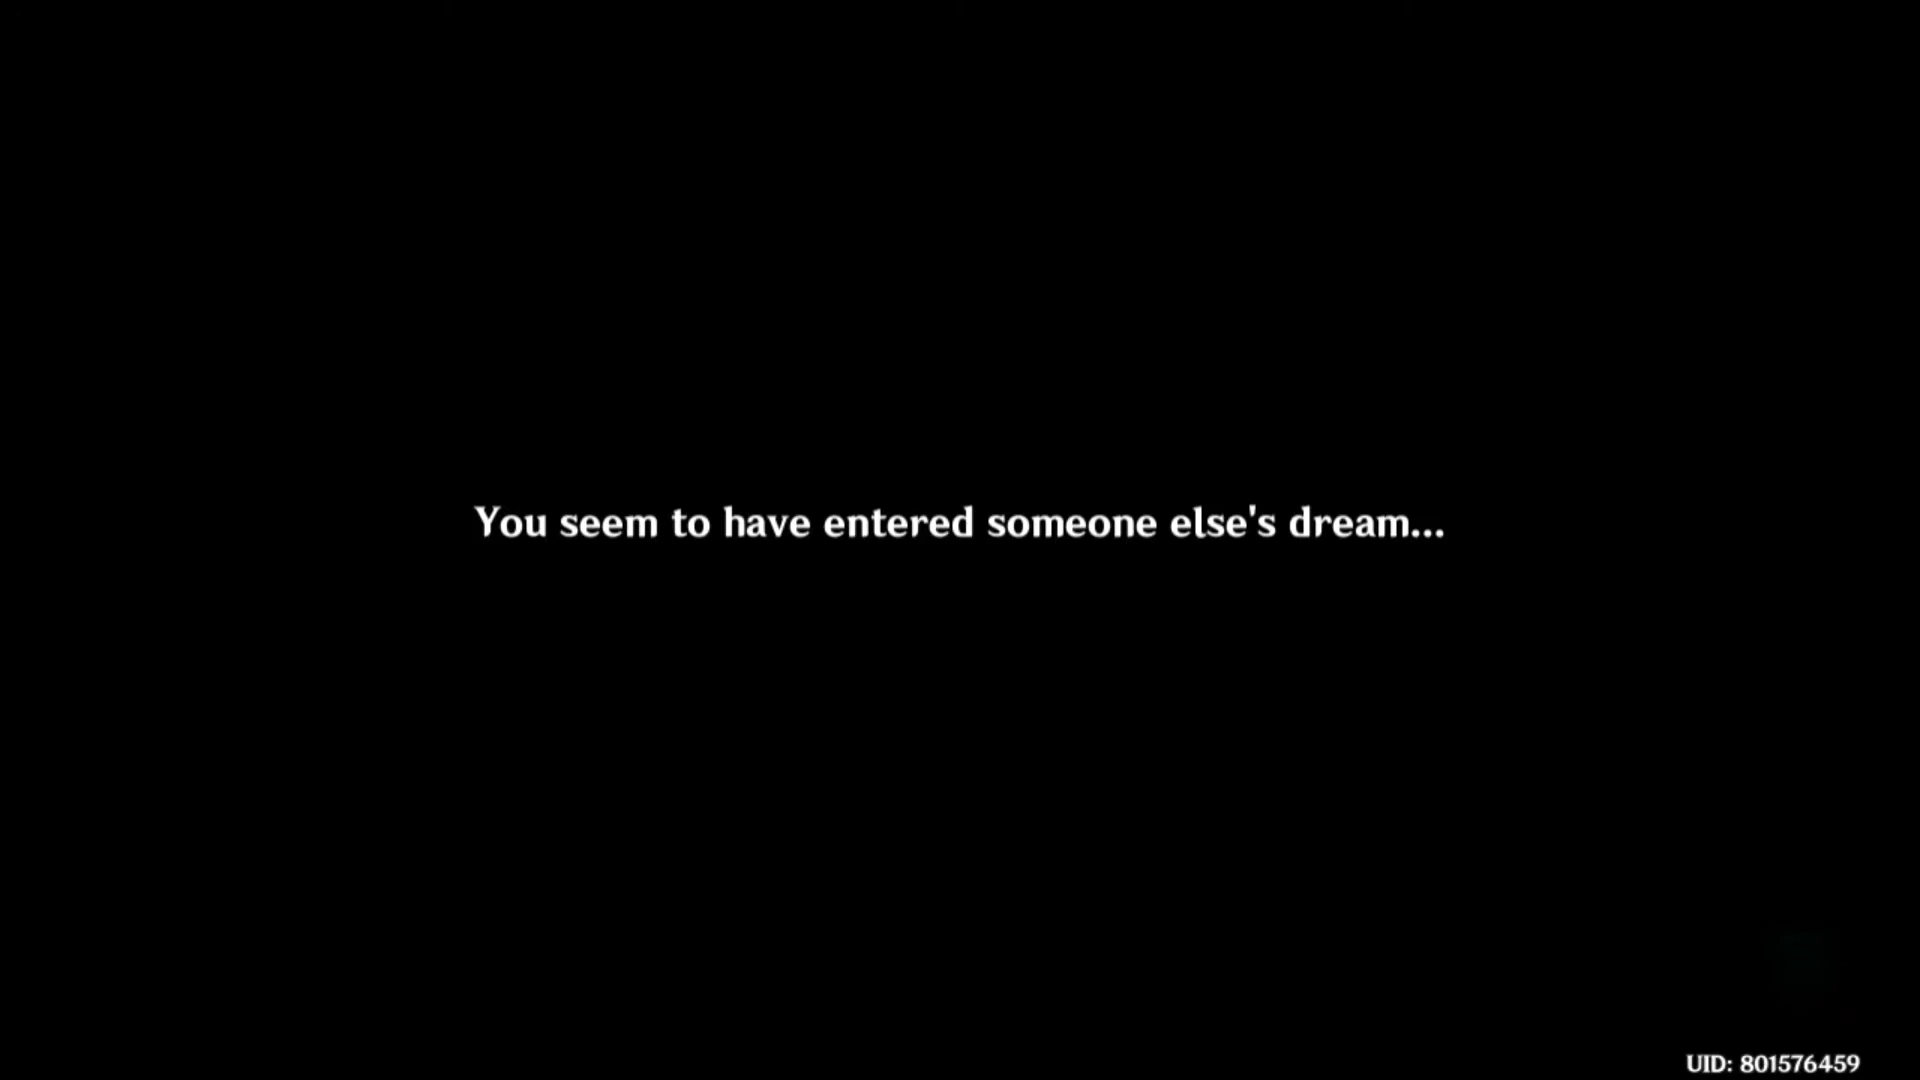 You seem to have entered someone else's dream...
UID: 801576459